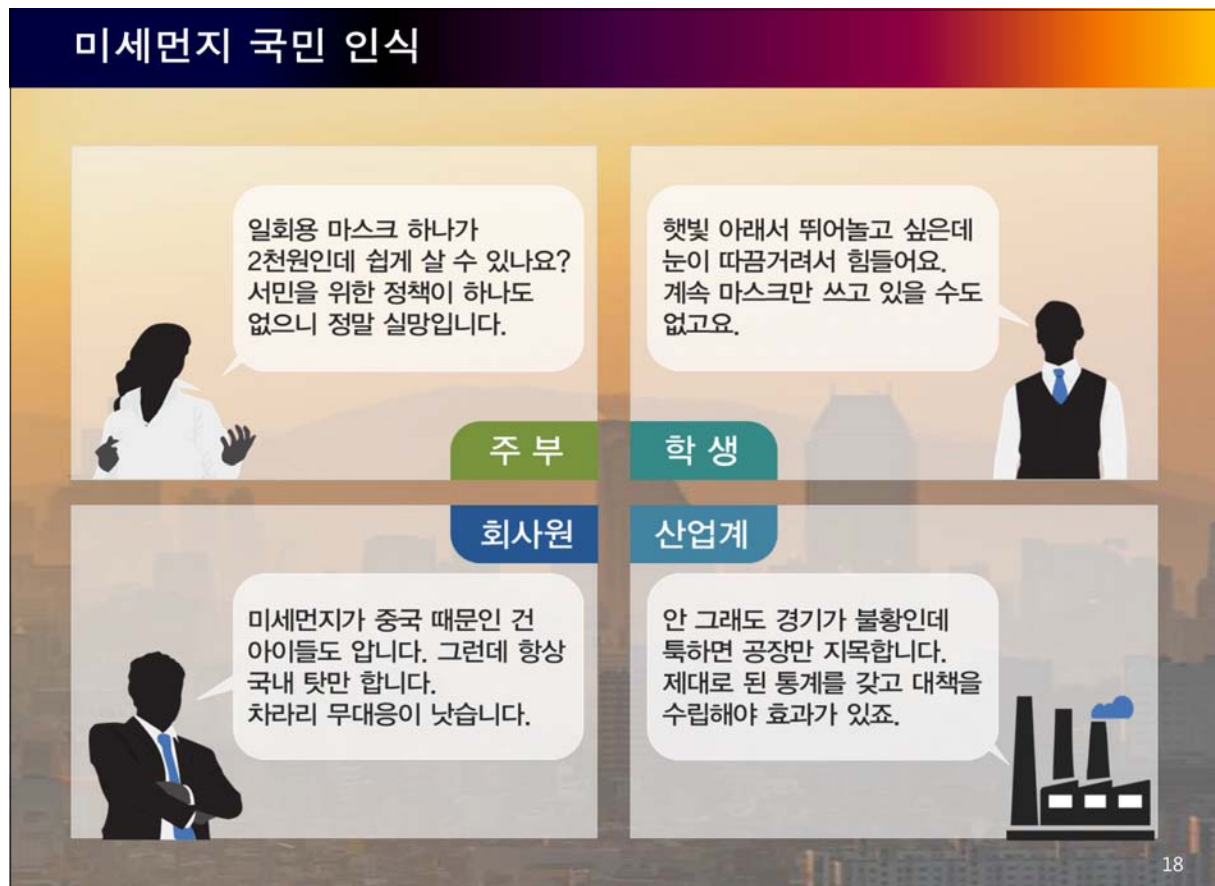 미세먼지 국민 인식
일회용 마스크 하나가
2천원인데 쉽게 살 수 있나요?
서민을 위한 정책이 하나도
없으니 정말 실망입니다.
주 부
햇빛 아래서 뛰어놀고 싶은데
눈이 따끔거려서 힘들어요.
계속 마스크만 쓰고 있을 수도
없고요.
학 생
회사원
미세먼지가 중국 때문인 건
아이들도 압니다. 그런데 항상
국내 탓만 합니다.
차라리 무대응이 낫습니다.
산업계
안 그래도 경기가 불황인데
툭하면 공장만 지목합니다.
제대로 된 통계를 갖고 대책을
수립해야 효과가 있죠.
18